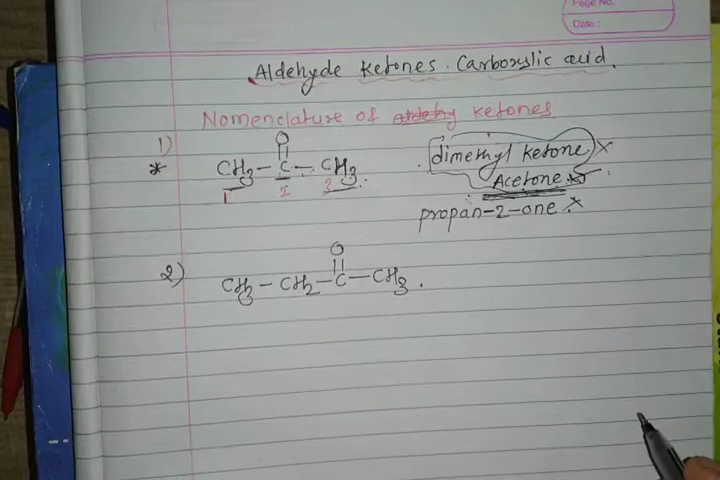 Page No.
Date :
Aldehyde Ketones . Carboxylic acid .
Nomenclature of ketones
1)
O
* CH3 – C – CH3 .
1 2 3
dimethyl ketone ×
Acetone
propan-2-one ×
2)
O
CH3 – CH2 – C – CH3 .